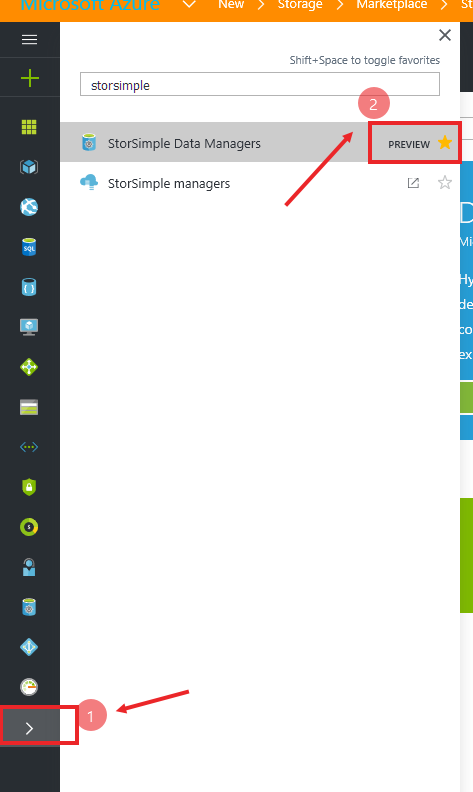 Microsoft Azure New Storage Marketplace St
Shift+Space to toggle favorites
storsimple
2
StorSimple Data Managers PREVIEW
StorSimple managers
D
Mi
Hy
de
co
ex
SQL
$
1